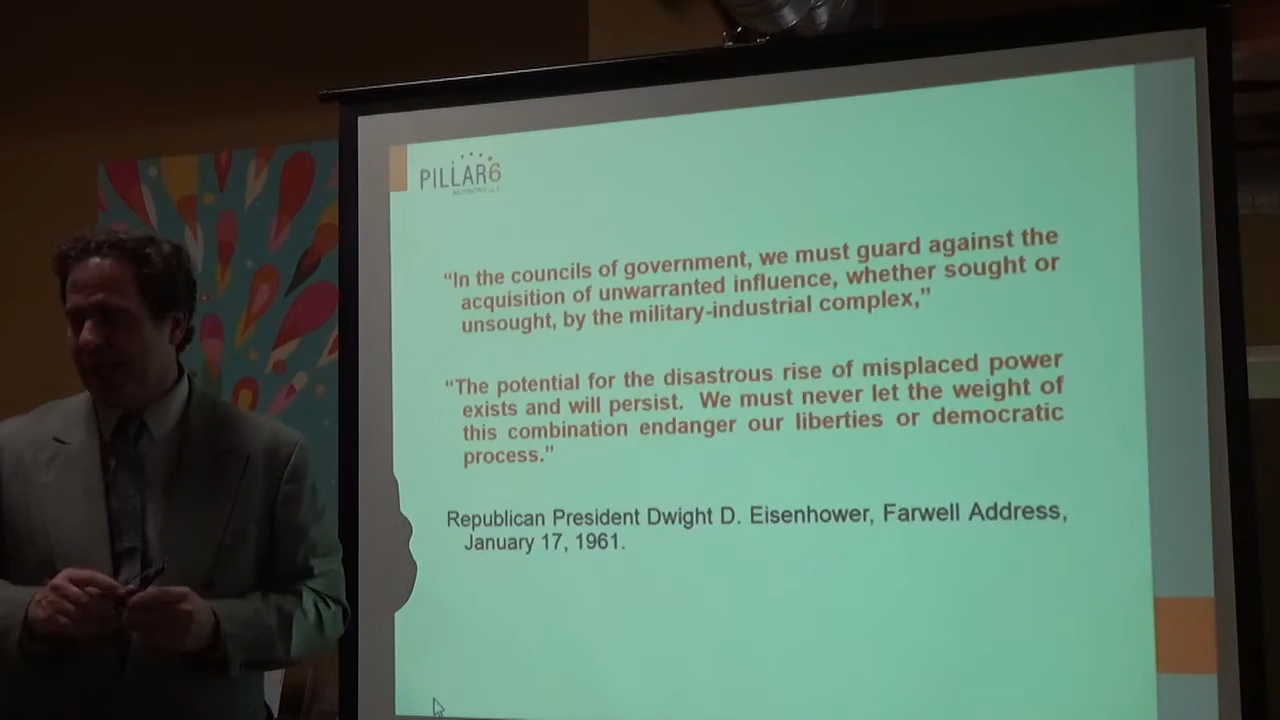 PILLAR6
“In the councils of government, we must guard against the
acquisition of unwarranted influence, whether sought or
unsought, by the military-industrial complex,”
“The potential for the disastrous rise of misplaced power
exists and will persist. We must never let the weight of
this combination endanger our liberties or democratic
process.”
Republican President Dwight D. Eisenhower, Farwell Address,
January 17, 1961.